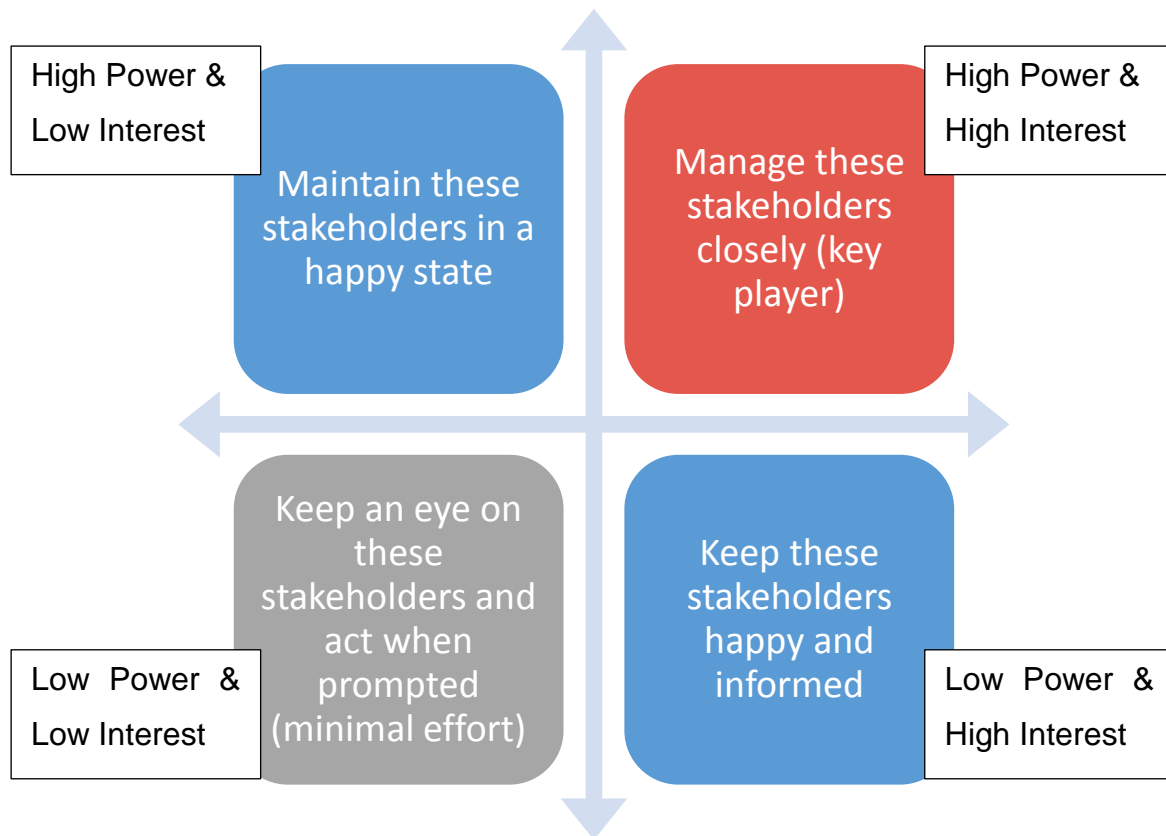 High Power &
Low Interest
Maintain these
stakeholders in a
happy state
High Power &
High Interest
Manage these
stakeholders
closely (key
player)
Low Power &
Low Interest
Keep an eye on
these
stakeholders and
act when
prompted
(minimal effort)
Keep these
stakeholders
happy and
informed
Low Power &
High Interest